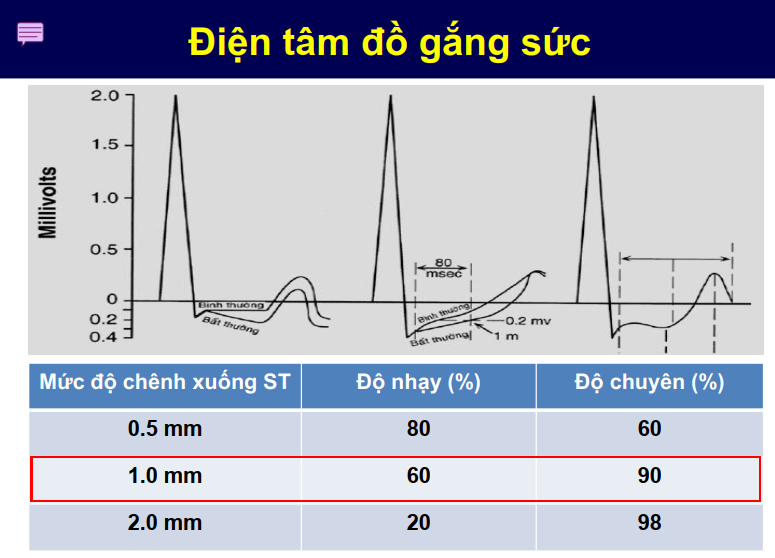 Điện tâm đồ gắng sức
2.0
1.5
1.0
0.5
0
0.2
0.4
Millivolts
Bình thường
Bất thường
80
msec
Bình thường
Bất thường
0.2 mv
1 m
Mức độ chênh xuống ST Độ nhạy (%) Độ chuyên (%)
0.5 mm 80 60
1.0 mm 60 90
2.0 mm 20 98